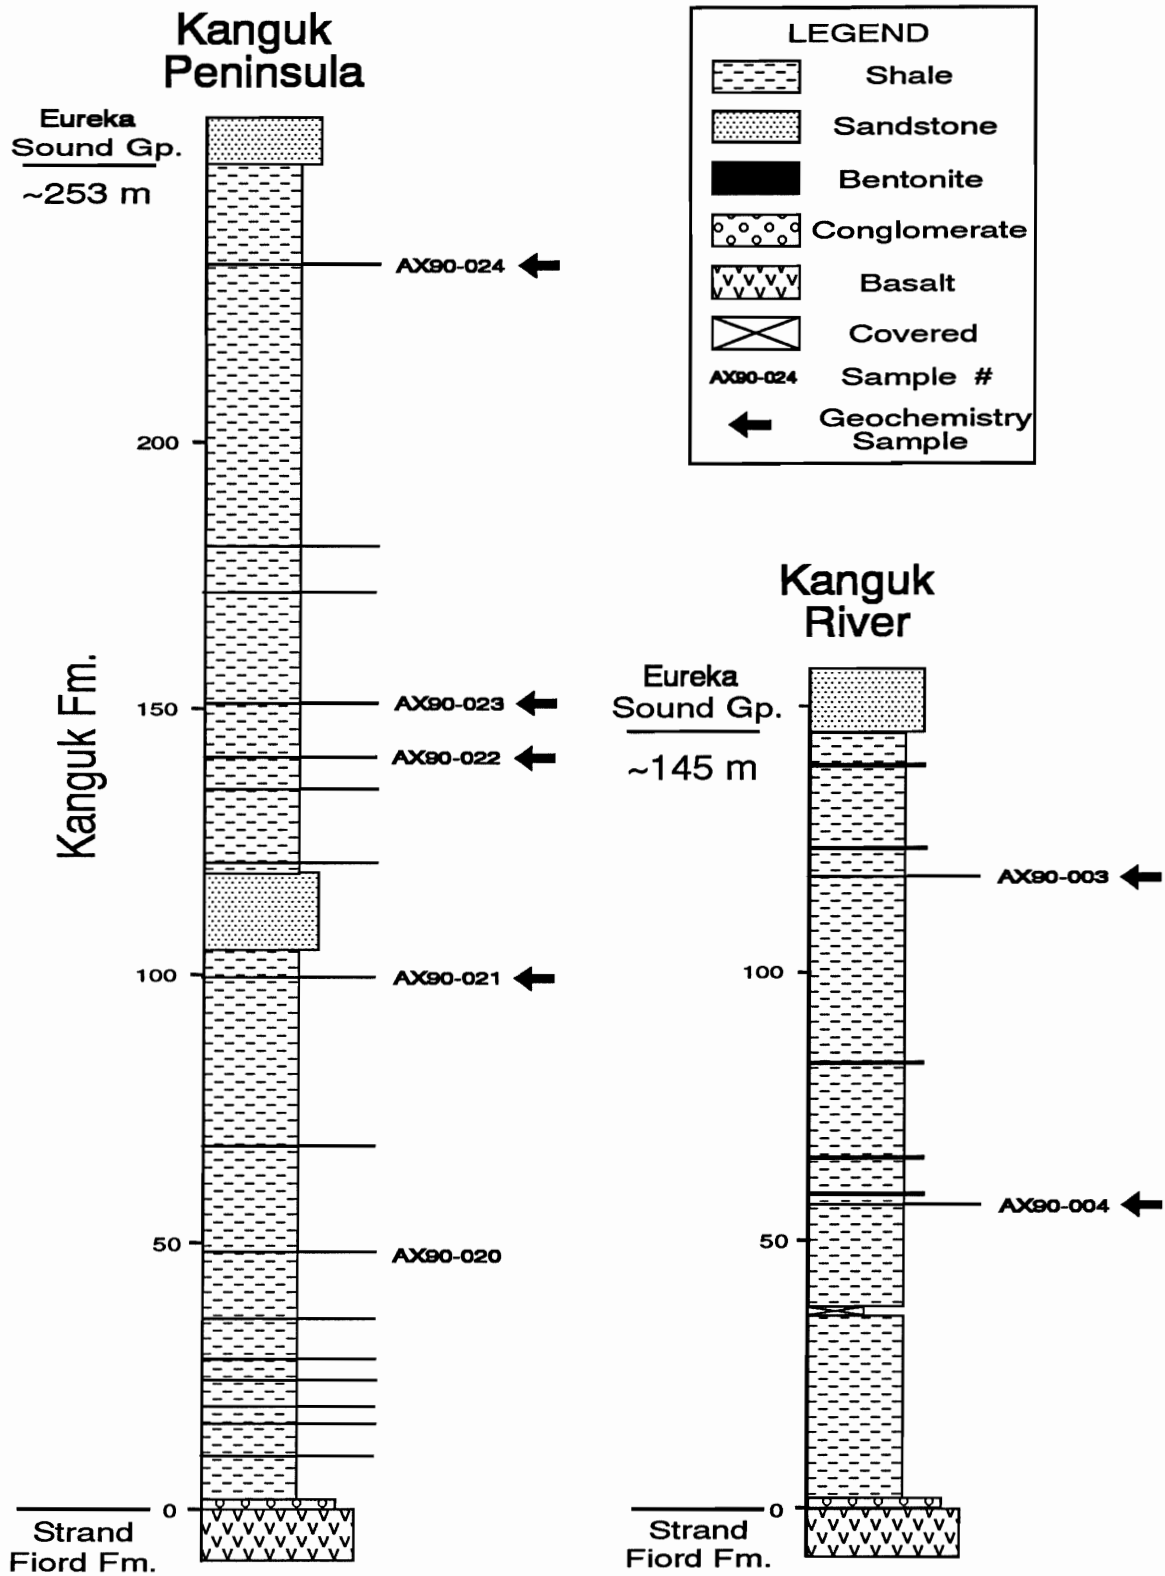 Kanguk
Peninsula
Eureka
Sound Gp.
~253 m
AX90-024
200
150
AX90-023
AX90-022
Kanguk Fm.
100
AX90-021
50
AX90-020
0
Strand
Fiord Fm.
LEGEND
Shale
Sandstone
Bentonite
Conglomerate
Basalt
Covered
AX90-024 Sample #
Geochemistry
Sample
Kanguk
River
Eureka
Sound Gp.
~145 m
AX90-003
100
AX90-004
50
0
Strand
Fiord Fm.